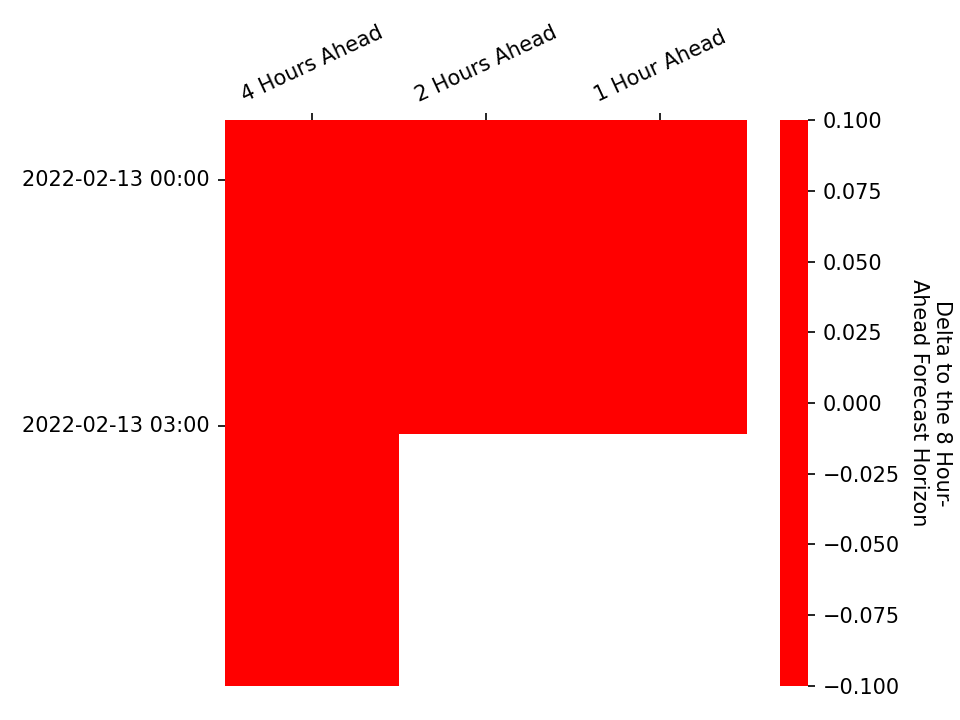 4 Hours Ahead
2 Hours Ahead
1 Hour Ahead
2022-02-13 00:00
2022-02-13 03:00
0.100
0.075
0.050
0.025
0.000
−0.025
−0.050
−0.075
−0.100
Delta to the 8 Hour-
Ahead Forecast Horizon